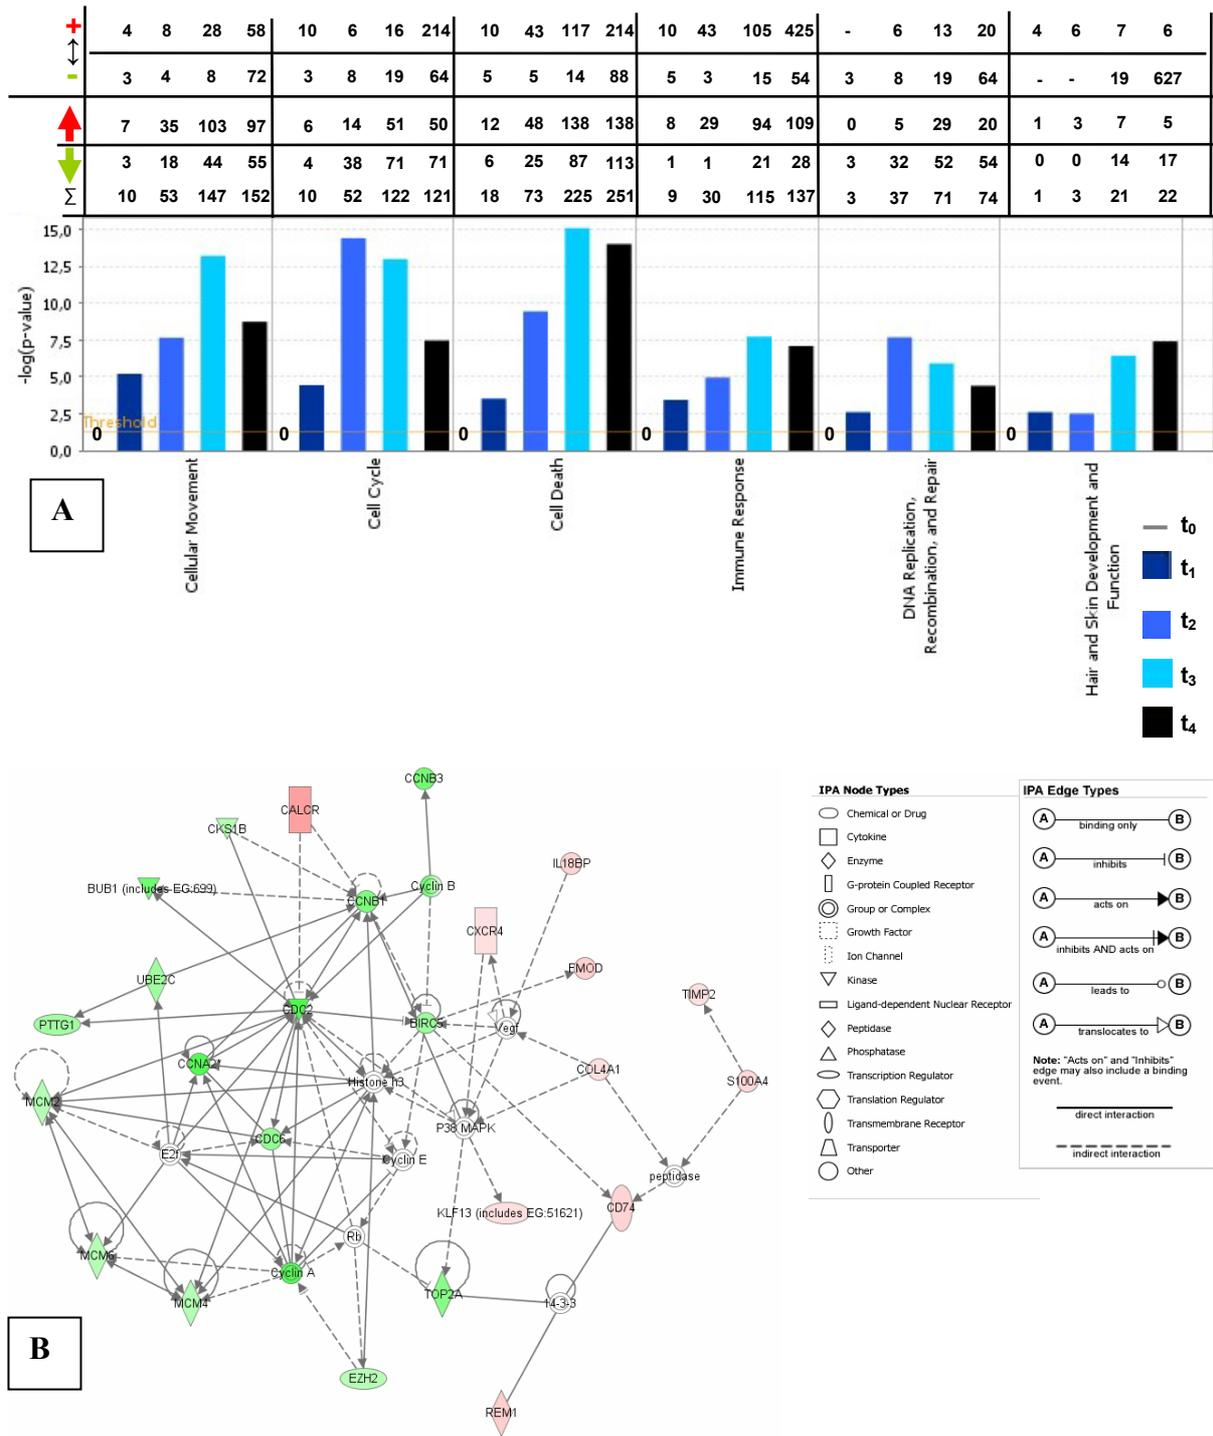 + 4 8 28 58 10 6 16 214 10 43 117 214 10 43 105 425 - 6 13 20 4 6 7 6
- 3 4 8 72 3 8 19 64 5 5 14 88 5 3 15 54 3 8 19 64 - - 19 627
7 35 103 97 6 14 51 50 12 48 138 138 8 29 94 109 0 5 29 20 1 3 7 5
3 18 44 55 4 38 71 71 6 25 87 113 1 1 21 28 3 32 52 54 0 0 14 17
Σ 10 53 147 152 10 52 122 121 18 73 225 251 9 30 115 137 3 37 71 74 1 3 21 22
-log(p-value)
15,0
12,5
10,0
7,5
5,0
2,5
0,0
Threshold
0 0 0 0 0 0
Cellular Movement
Cell Cycle
Cell Death
Immune Response
DNA Replication,
Recombination, and Repair
Hair and Skin Development and
Function
t0
t1
t2
t3
t4
A
CCNB3
CALCR
CKS1B
IL18BP
BUB1 (includes EG:699)
Cyclin B
CCNB1
CXCR4
FMOD
UBE2C
TIMP2
CDC2
PTTG1
BIRC5
Vegf
CCNA2
COL4A1
Histone h3
S100A4
MCM2
P38 MAPK
CDC6
E2f
Cyclin E
peptidase
KLF13 (includes EG:51621)
CD74
Rb
MCM6
Cyclin A
TOP2A
MCM4
14-3-3
EZH2
REM1
B
IPA Node Types
Chemical or Drug
Cytokine
Enzyme
G-protein Coupled Receptor
Group or Complex
Growth Factor
Ion Channel
Kinase
Ligand-dependent Nuclear Receptor
Peptidase
Phosphatase
Transcription Regulator
Translation Regulator
Transmembrane Receptor
Transporter
Other
IPA Edge Types
A binding only B
A inhibits B
A acts on B
A inhibits AND acts on B
A leads to B
A translocates to B
Note: "Acts on" and "Inhibits"
edge may also include a binding
event.
direct interaction
indirect interaction